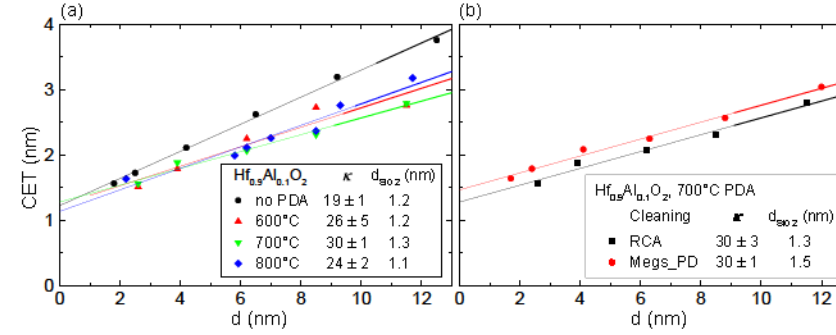 (a)
(b)
4
3
2
1
0
CET (nm)
Hf0.9Al0.1O2 κ dSiO2 (nm)
no PDA 19 ± 1 1.2
600°C 26 ± 5 1.2
700°C 30 ± 1 1.3
800°C 24 ± 2 1.1
0 2 4 6 8 10 12
d (nm)
Hf0.9Al0.1O2, 700°C PDA
Cleaning κ dSiO2 (nm)
RCA 30 ± 3 1.3
Megs_PD 30 ± 1 1.5
0 2 4 6 8 10 12
d (nm)